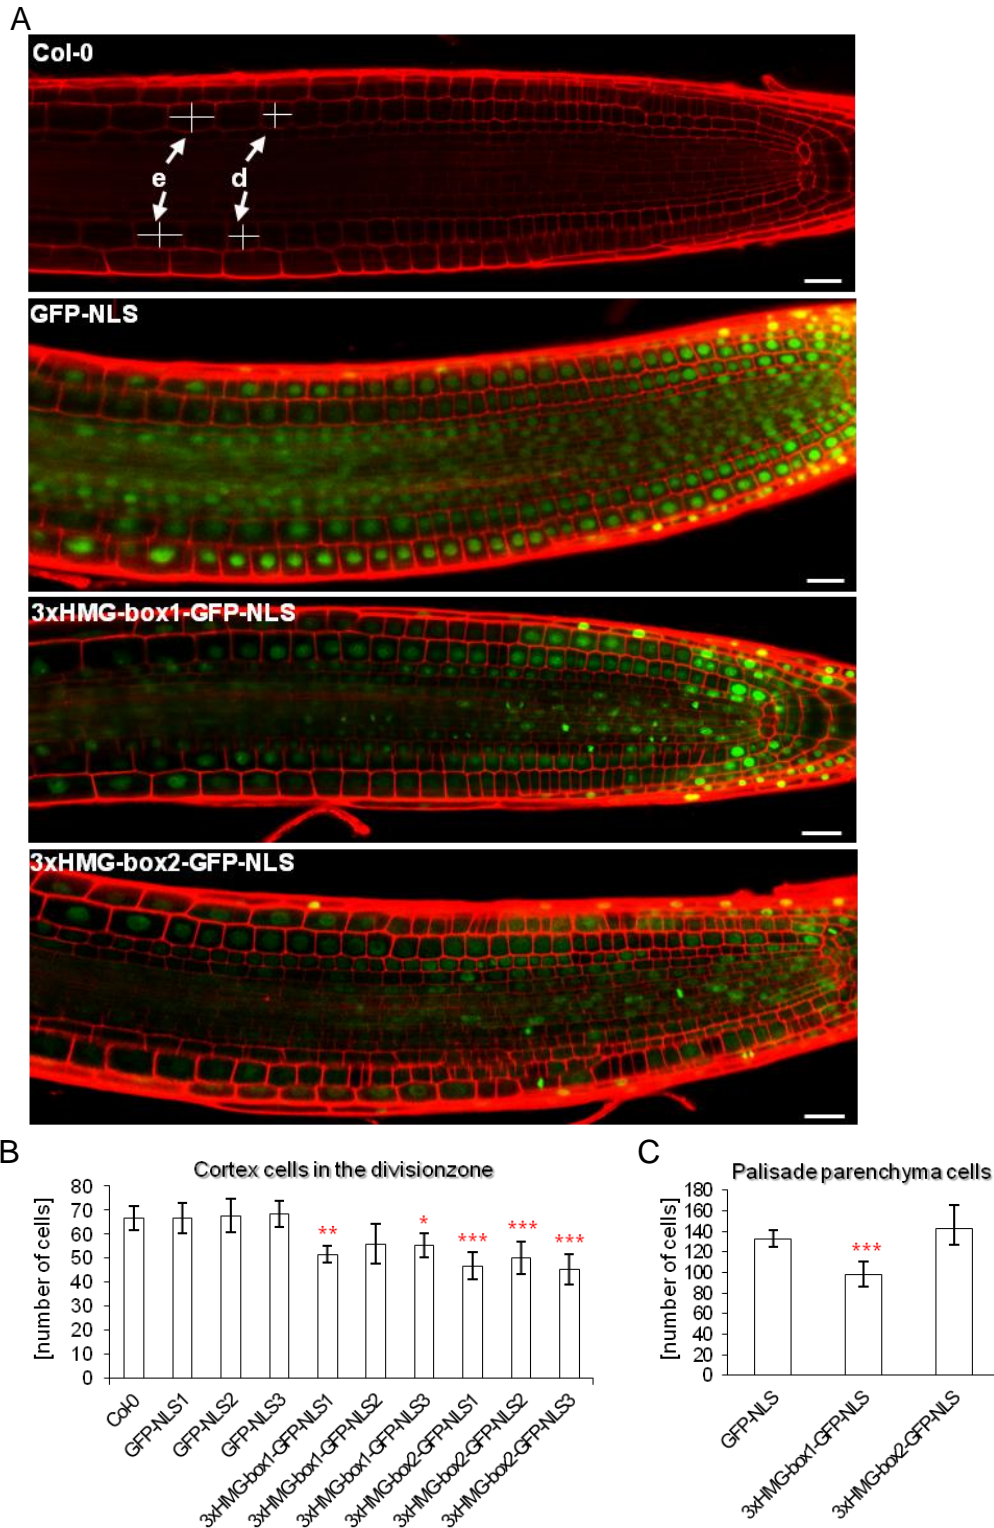 A
Col-0
e
d
GFP-NLS
3xHMG-box1-GFP-NLS
3xHMG-box2-GFP-NLS
B
Cortex cells in the divisionzone
[number of cells]
80
70
60
50
40
30
20
10
0
**
*
***
***
***
Col-0
GFP-NLS1
GFP-NLS2
GFP-NLS3
3xHMG-box1-GFP-NLS1
3xHMG-box1-GFP-NLS2
3xHMG-box1-GFP-NLS3
3xHMG-box2-GFP-NLS1
3xHMG-box2-GFP-NLS2
3xHMG-box2-GFP-NLS3
C
Palisade parenchyma cells
[number of cells]
180
160
140
120
100
80
60
40
20
0
***
GFP-NLS
3xHMG-box1-GFP-NLS
3xHMG-box2-GFP-NLS